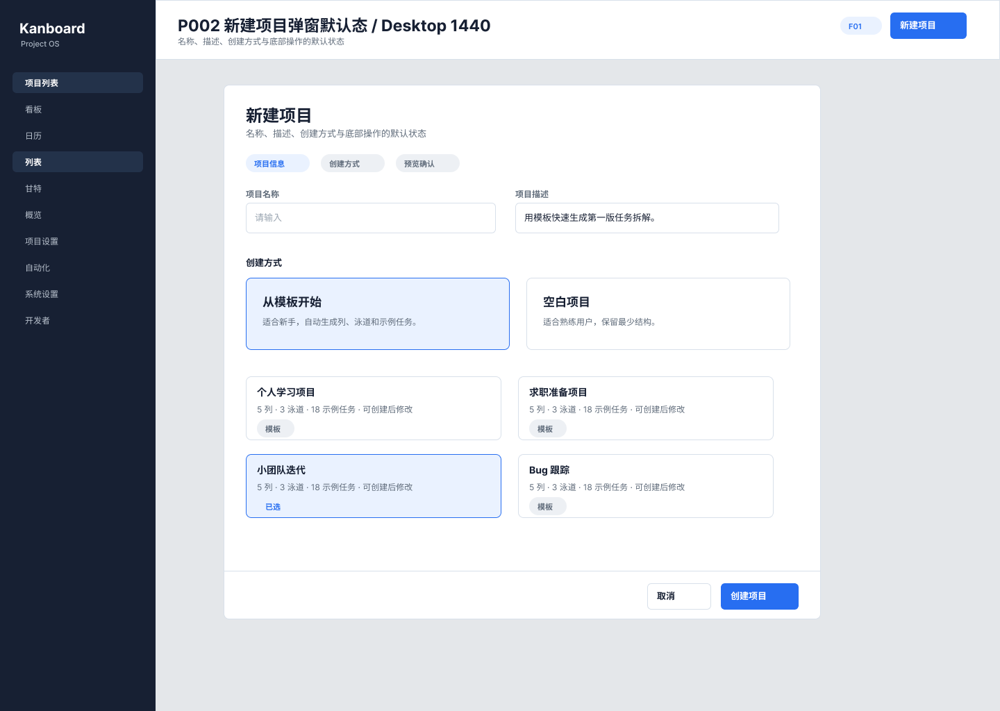 Kanboard
Project OS
项目列表
看板
日历
列表
甘特
概览
项目设置
自动化
系统设置
开发者
P002 新建项目弹窗默认态 / Desktop 1440
名称、描述、创建方式与底部操作的默认状态
F01
新建项目
新建项目
名称、描述、创建方式与底部操作的默认状态
项目信息
创建方式
预览确认
项目名称
请输入
项目描述
用模板快速生成第一版任务拆解。
创建方式
从模板开始
适合新手，自动生成列、泳道和示例任务。
空白项目
适合熟练用户，保留最少结构。
个人学习项目
5 列 · 3 泳道 · 18 示例任务 · 可创建后修改
模板
求职准备项目
5 列 · 3 泳道 · 18 示例任务 · 可创建后修改
模板
小团队迭代
5 列 · 3 泳道 · 18 示例任务 · 可创建后修改
已选
Bug 跟踪
5 列 · 3 泳道 · 18 示例任务 · 可创建后修改
模板
取消
创建项目